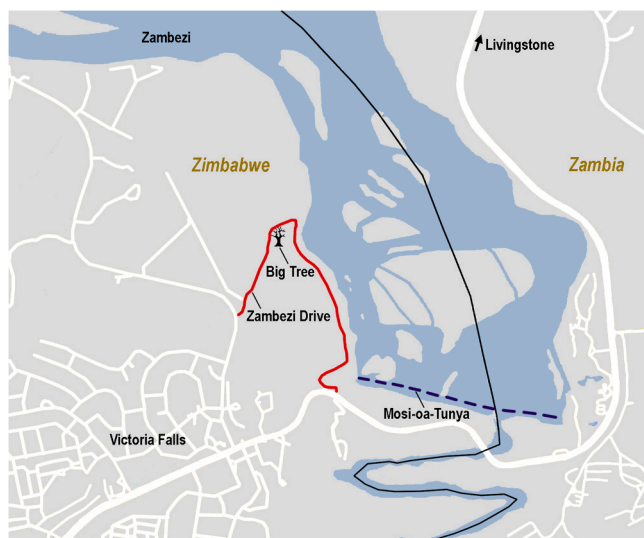 Zambezi
Livingstone
Zimbabwe
Zambia
Big Tree
Zambezi Drive
Mosi-oa-Tunya
Victoria Falls